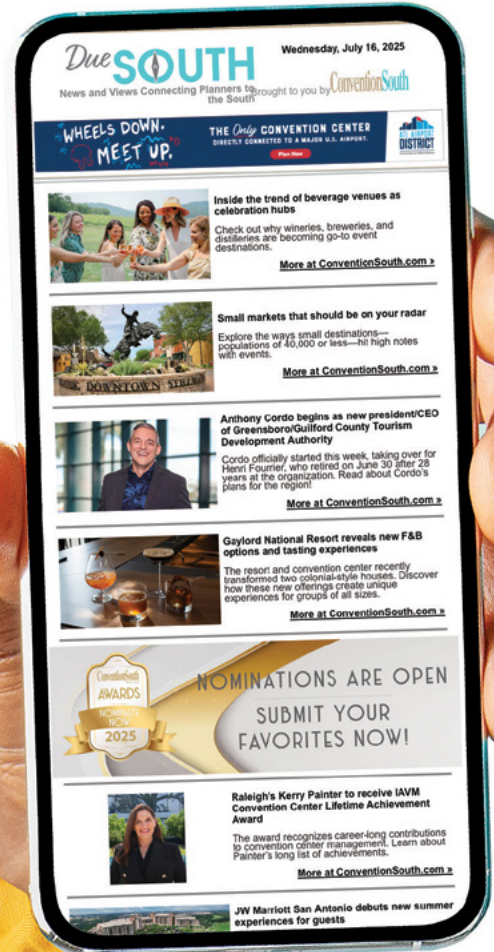 Due SOUTH
Wednesday, July 16, 2025
News and Views Connecting Planners to
the South
Brought to you by ConventionSouth
WHEELS DOWN.
MEET UP.
THE Only CONVENTION CENTER
DIRECTLY CONNECTED TO A MAJOR U.S. AIRPORT.
Plan Now
ATL AIRPORT
DISTRICT
Inside the trend of beverage venues as
celebration hubs
Check out why wineries, breweries, and
distilleries are becoming go-to event
destinations.
More at ConventionSouth.com »
DOWNTOWN
Small markets that should be on your radar
Explore the ways small destinations—
populations of 40,000 or less—hit high notes
with events.
More at ConventionSouth.com »
Anthony Cordo begins as new president/CEO
of Greensboro/Guilford County Tourism
Development Authority
Cordo officially started this week, taking over for
Henri Fourrier, who retired on June 30 after 28
years at the organization. Read about Cordo's
plans for the region!
More at ConventionSouth.com »
Gaylord National Resort reveals new F&B
options and tasting experiences
The resort and convention center recently
transformed two colonial-style houses. Discover
how these new offerings create unique
experiences for groups of all sizes.
More at ConventionSouth.com »
ConventionSouth
AWARDS
NOMINATE
NOW
2025
NOMINATIONS ARE OPEN
SUBMIT YOUR
FAVORITES NOW!
Raleigh's Kerry Painter to receive IAVM
Convention Center Lifetime Achievement
Award
The award recognizes career-long contributions
to convention center management. Learn about
Painter's long list of achievements.
More at ConventionSouth.com »
JW Marriott San Antonio debuts new summer
experiences for guests